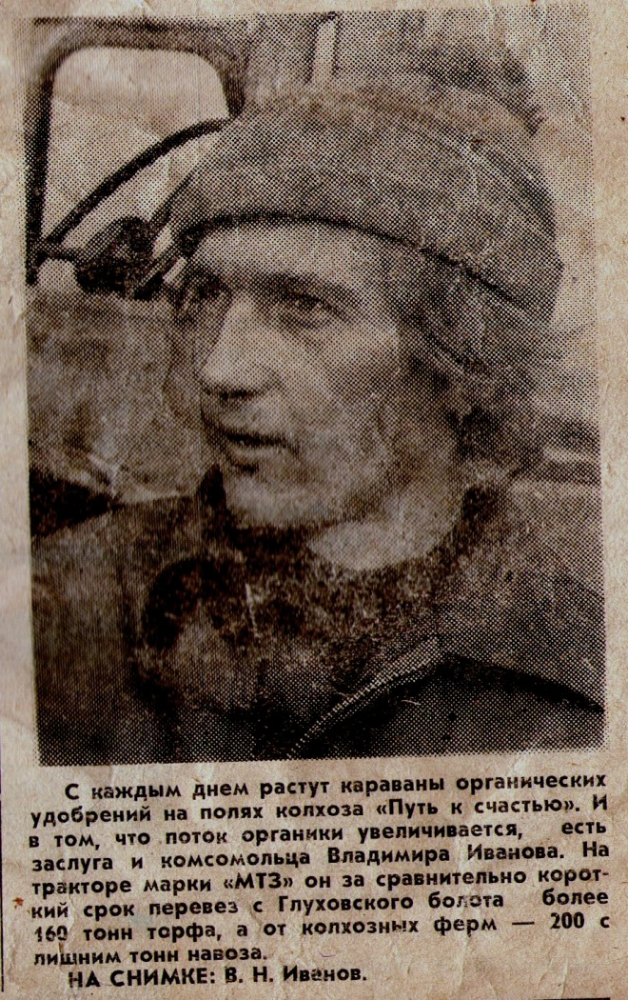 С каждым днем растут караваны органических
удобрений на полях колхоза «Путь к счастью». И
в том, что поток органики увеличивается, есть
заслуга и комсомольца Владимира Иванова. На
тракторе марки «МТЗ» он за сравнительно корот-
кий срок перевез с Глуховского болота более
160 тонн торфа, а от колхозных ферм — 200 с
лишним тонн навоза.
НА СНИМКЕ: В. Н. Иванов.